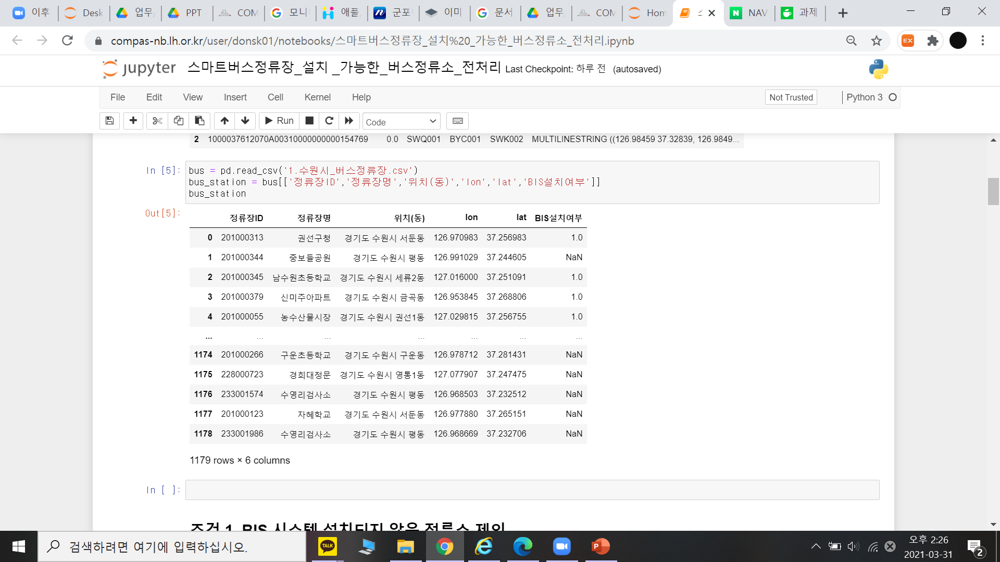 이후
Desk
업무
PPT
COM
모니
애플
군포
이미
문서
업무
COM
Hom
NAV
과제
compas-nb.lh.or.kr/user/donsk01/notebooks/스마트버스정류장_설치%20_가능한_버스정류소_전처리.ipynb
EX
jupyter 스마트버스정류장_설치 _가능한_버스정류소_전처리 Last Checkpoint: 하루 전 (autosaved)
File Edit View Insert Cell Kernel Help Not Trusted Python 3
Run Code
2 1000037612070A00310000000000154769 0.0 SWQ001 BYC001 SWK002 MULTILINESTRING ((126.98459 37.32839, 126.9849...
In [5]: bus = pd.read_csv('1.수원시_버스정류장.csv')
bus_station = bus[['정류장ID','정류장명','위치(동)','lon','lat','BIS설치여부']]
bus_station
Out[5]:
정류장ID 정류장명 위치(동) lon lat BIS설치여부
0 201000313 권선구청 경기도 수원시 서둔동 126.970983 37.256983 1.0
1 201000344 중보들공원 경기도 수원시 평동 126.991029 37.244605 NaN
2 201000345 남수원초등학교 경기도 수원시 세류2동 127.016000 37.251091 1.0
3 201000379 신미주아파트 경기도 수원시 금곡동 126.953845 37.268806 1.0
4 201000055 농수산물시장 경기도 수원시 권선1동 127.029815 37.256755 1.0
... ... ... ... ... ... ...
1174 201000266 구운초등학교 경기도 수원시 구운동 126.978712 37.281431 NaN
1175 228000723 경희대정문 경기도 수원시 영통1동 127.077907 37.247475 NaN
1176 233001574 수영리검사소 경기도 수원시 평동 126.968503 37.232512 NaN
1177 201000123 자혜학교 경기도 수원시 서둔동 126.977880 37.265151 NaN
1178 233001986 수영리검사소 경기도 수원시 평동 126.968669 37.232706 NaN
1179 rows × 6 columns
In [ ]:
조건 1. BIS 시스템 설치되지 않은 정류소 제외
검색하려면 여기에 입력하십시오.
TALK
오후 2:26
2021-03-31
2